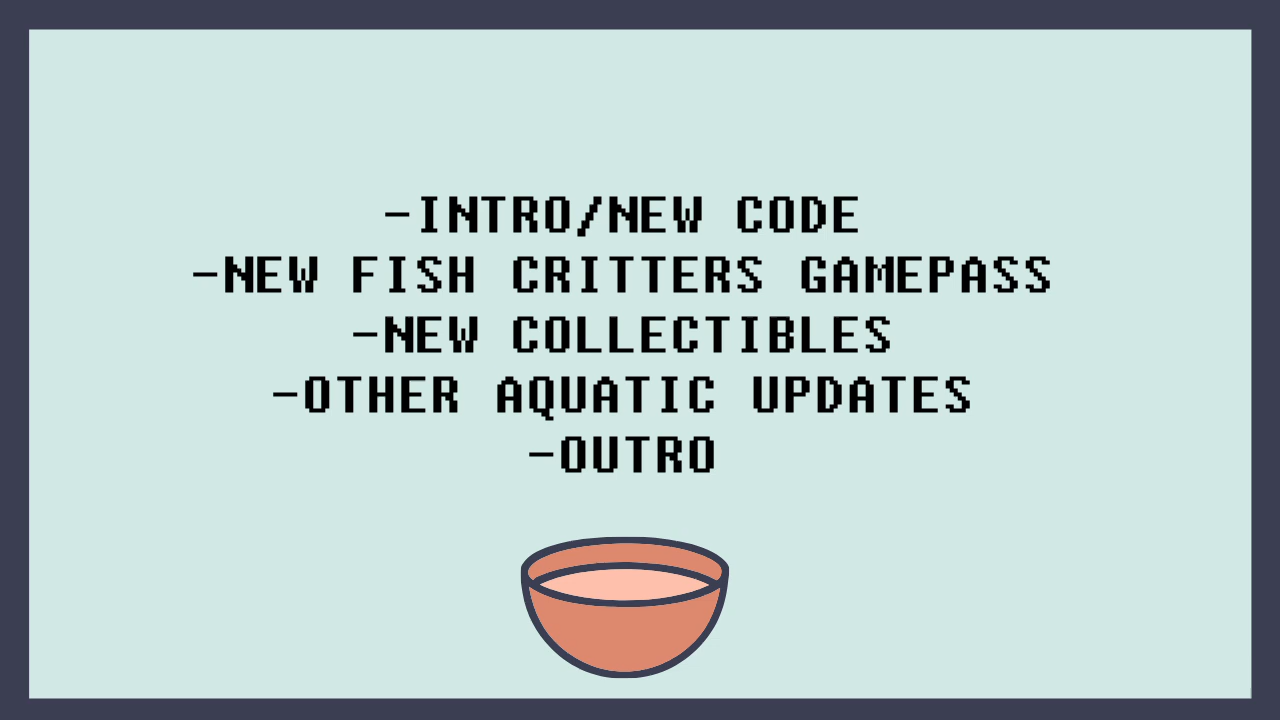 -INTRO/NEW CODE
-NEW FISH CRITTERS GAMEPASS
-NEW COLLECTIBLES
-OTHER AQUATIC UPDATES
-OUTRO